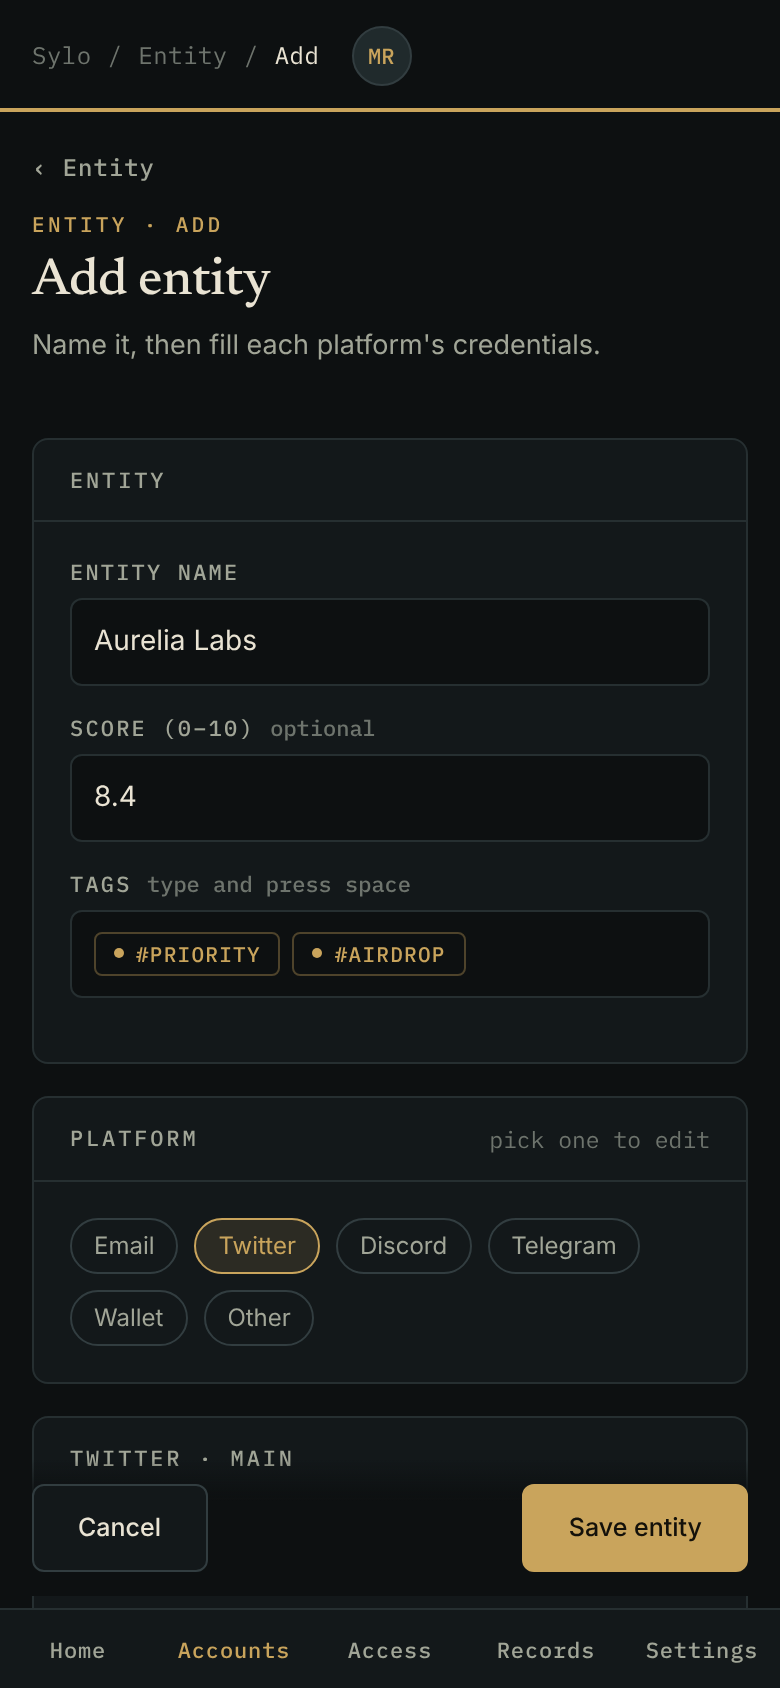 Sylo / Entity / Add MR
‹ Entity
ENTITY · ADD
Add entity
Name it, then fill each platform's credentials.
ENTITY
ENTITY NAME
Aurelia Labs
SCORE (0–10) optional
8.4
TAGS type and press space
#PRIORITY #AIRDROP
PLATFORM pick one to edit
Email Twitter Discord Telegram
Wallet Other
TWITTER · MAIN
Cancel Save entity
Home Accounts Access Records Settings